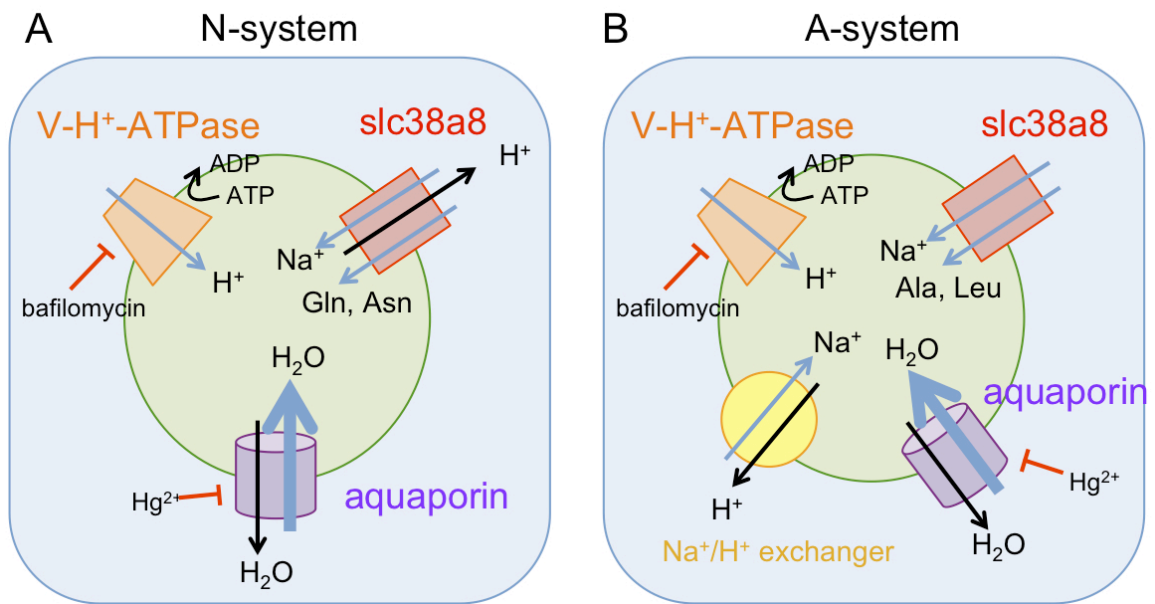 A
N-system
V-H⁺-ATPase
slc38a8
ADP
ATP
H⁺
Na⁺
H⁺
Gln, Asn
bafilomycin
H₂O
Hg²⁺
aquaporin
H₂O
B
A-system
V-H⁺-ATPase
slc38a8
ADP
ATP
Na⁺
H⁺
Ala, Leu
bafilomycin
Na⁺
H₂O
aquaporin
Hg²⁺
H⁺
H₂O
Na⁺/H⁺ exchanger